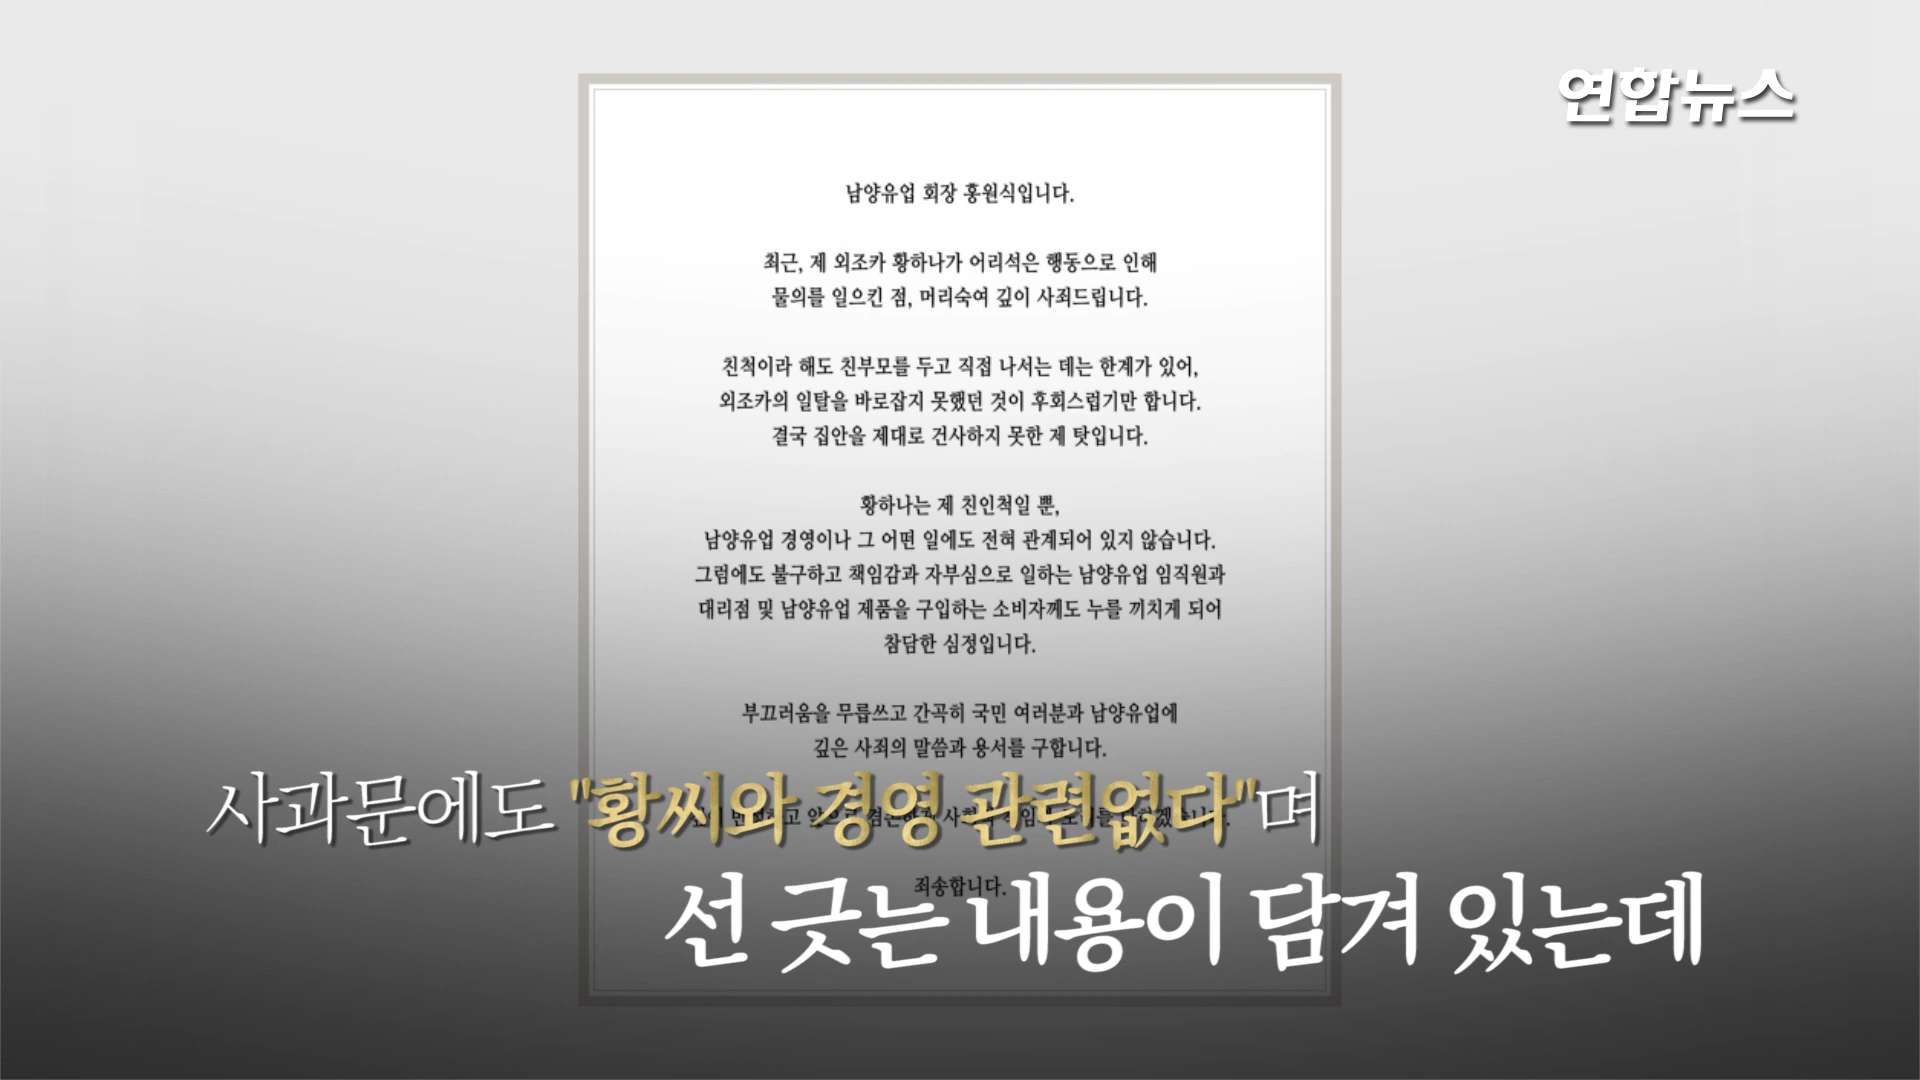 연합뉴스
남양유업 회장 홍원식입니다.
최근, 제 외조카 황하나가 어리석은 행동으로 인해
물의를 일으킨 점, 머리숙여 깊이 사죄드립니다.
친척이라 해도 친부모를 두고 직접 나서는 데는 한계가 있어,
외조카의 일탈을 바로잡지 못했던 것이 후회스럽기만 합니다.
결국 집안을 제대로 건사하지 못한 제 탓입니다.
황하나는 제 친인척일 뿐,
남양유업 경영이나 그 어떤 일에도 전혀 관계되어 있지 않습니다.
그럼에도 불구하고 책임감과 자부심으로 일하는 남양유업 임직원과
대리점 및 남양유업 제품을 구입하는 소비자께도 누를 끼치게 되어
참담한 심정입니다.
부끄러움을 무릅쓰고 간곡히 국민 여러분과 남양유업에
깊은 사죄의 말씀과 용서를 구합니다.
사과문에도 "황씨와 경영 관련없다"며
죄송합니다.
선 긋는 내용이 담겨 있는데